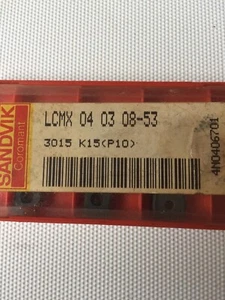 LCMX 04 03 08-53
3015 K15(P10)
SANDVIK
Coromant
4N0406701